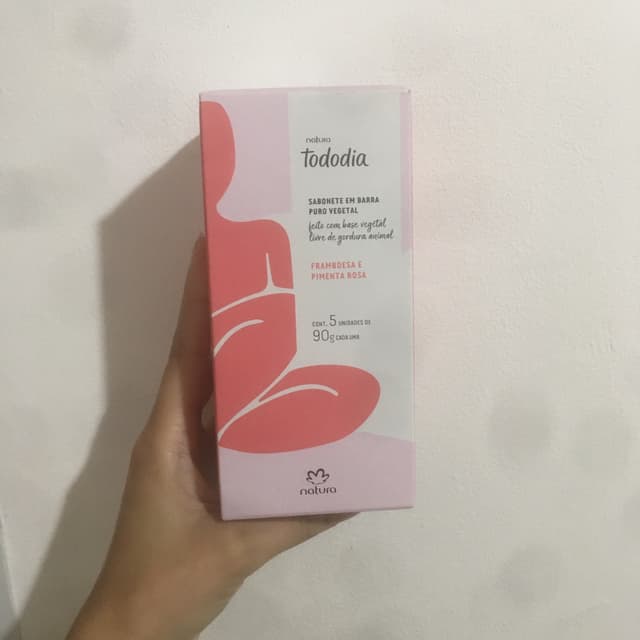 natura
tododia
SABONETE EM BARRA
PURO VEGETAL
feito com base vegetal
livre de gordura animal
FRAMBOESA E
PIMENTA ROSA
CONT. 5 UNIDADES DE
90g CADA UMA
natura